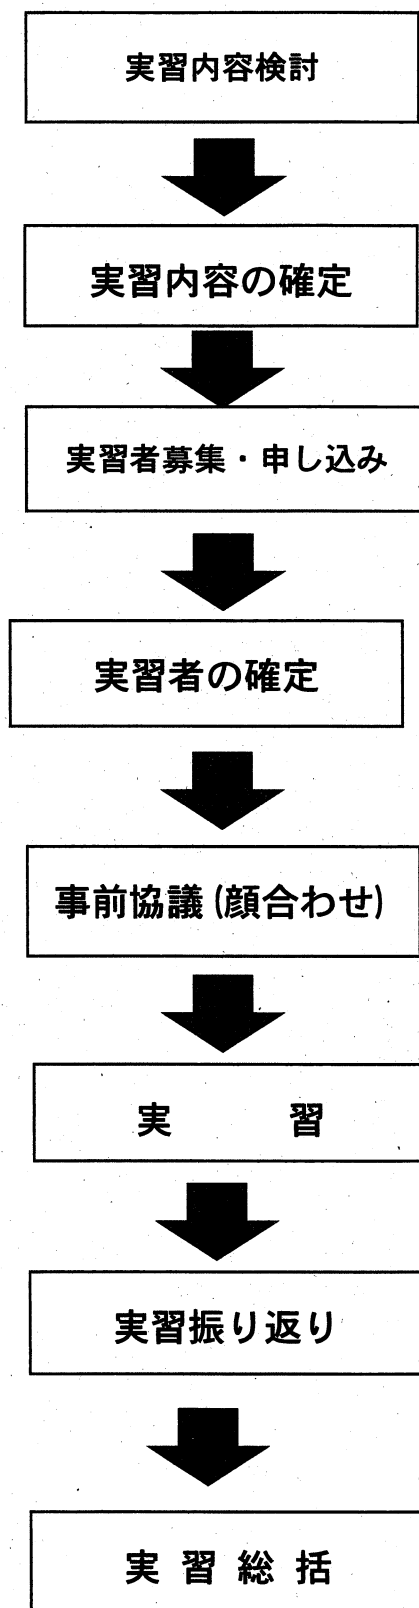 実習内容検討
実習内容の確定
実習者募集・申し込み
実習者の確定
事前協議(顔合わせ)
実　　　習
実習振り返り
実 習 総 括